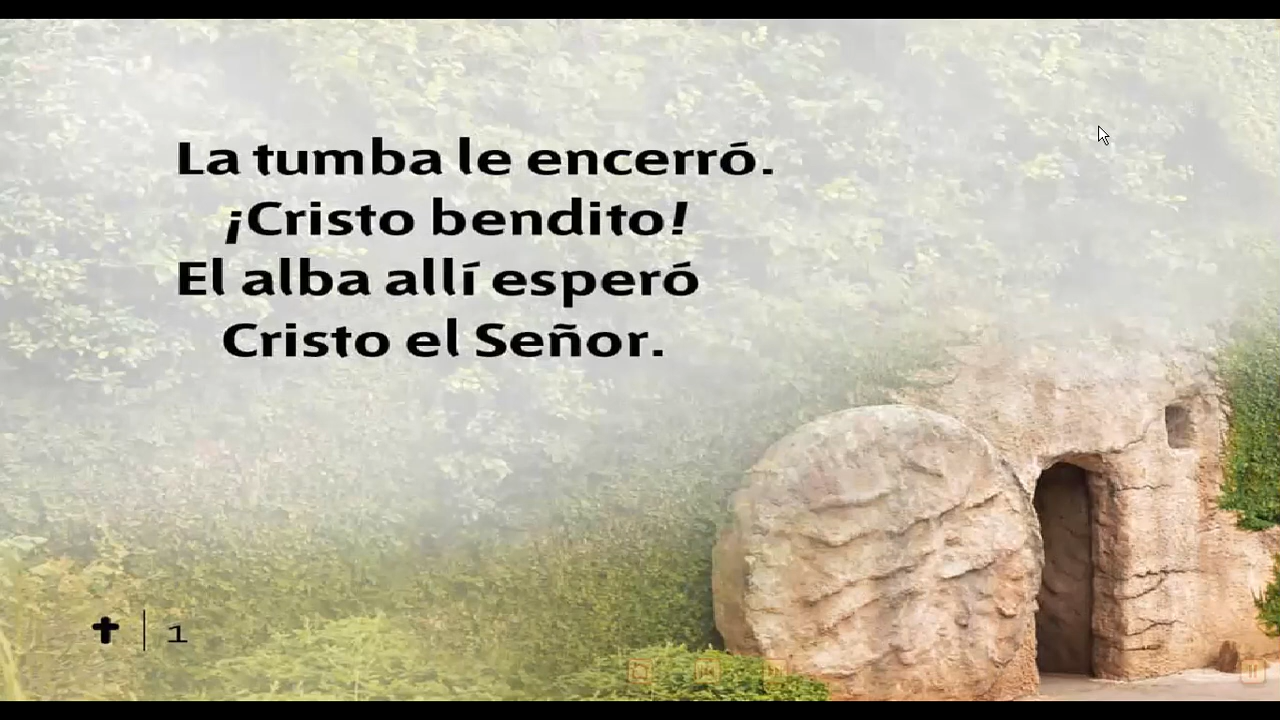 La tumba le encerró.
¡Cristo bendito!
El alba allí esperó
Cristo el Señor.
1